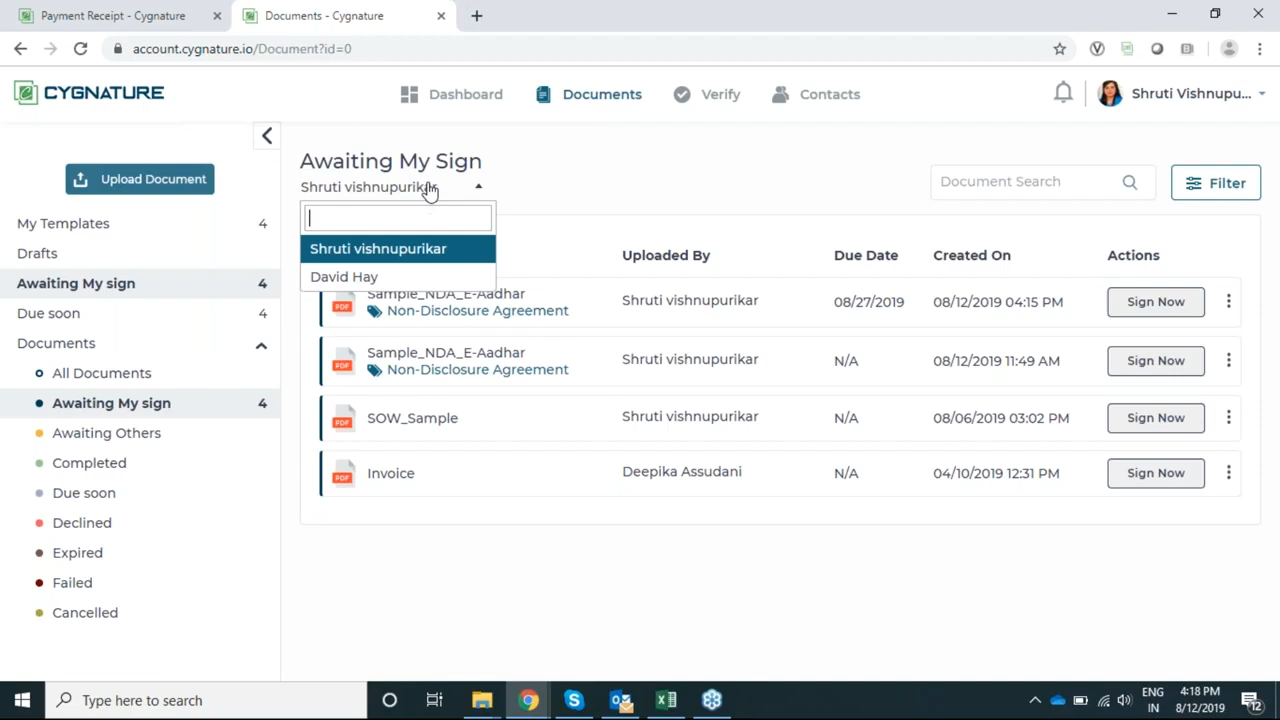 Payment Receipt - Cygnature
Documents - Cygnature
account.cygnature.io/Document?id=0
CYGNATURE
Dashboard
Documents
Verify
Contacts
Shruti Vishnupu...
Upload Document
My Templates 4
Drafts
Awaiting My sign 4
Due soon 4
Documents
All Documents
Awaiting My sign 4
Awaiting Others
Completed
Due soon
Declined
Expired
Failed
Cancelled
Awaiting My Sign
Shruti vishnupurikar
Shruti vishnupurikar
David Hay
Document Search
Filter
Uploaded By Due Date Created On Actions
Sample_NDA_E-Aadhar
Non-Disclosure Agreement
Shruti vishnupurikar 08/27/2019 08/12/2019 04:15 PM Sign Now
Sample_NDA_E-Aadhar
Non-Disclosure Agreement
Shruti vishnupurikar N/A 08/12/2019 11:49 AM Sign Now
SOW_Sample Shruti vishnupurikar N/A 08/06/2019 03:02 PM Sign Now
Invoice Deepika Assudani N/A 04/10/2019 12:31 PM Sign Now
PDF
PDF
PDF
PDF
Type here to search
ENG
IN
4:18 PM
8/12/2019
12